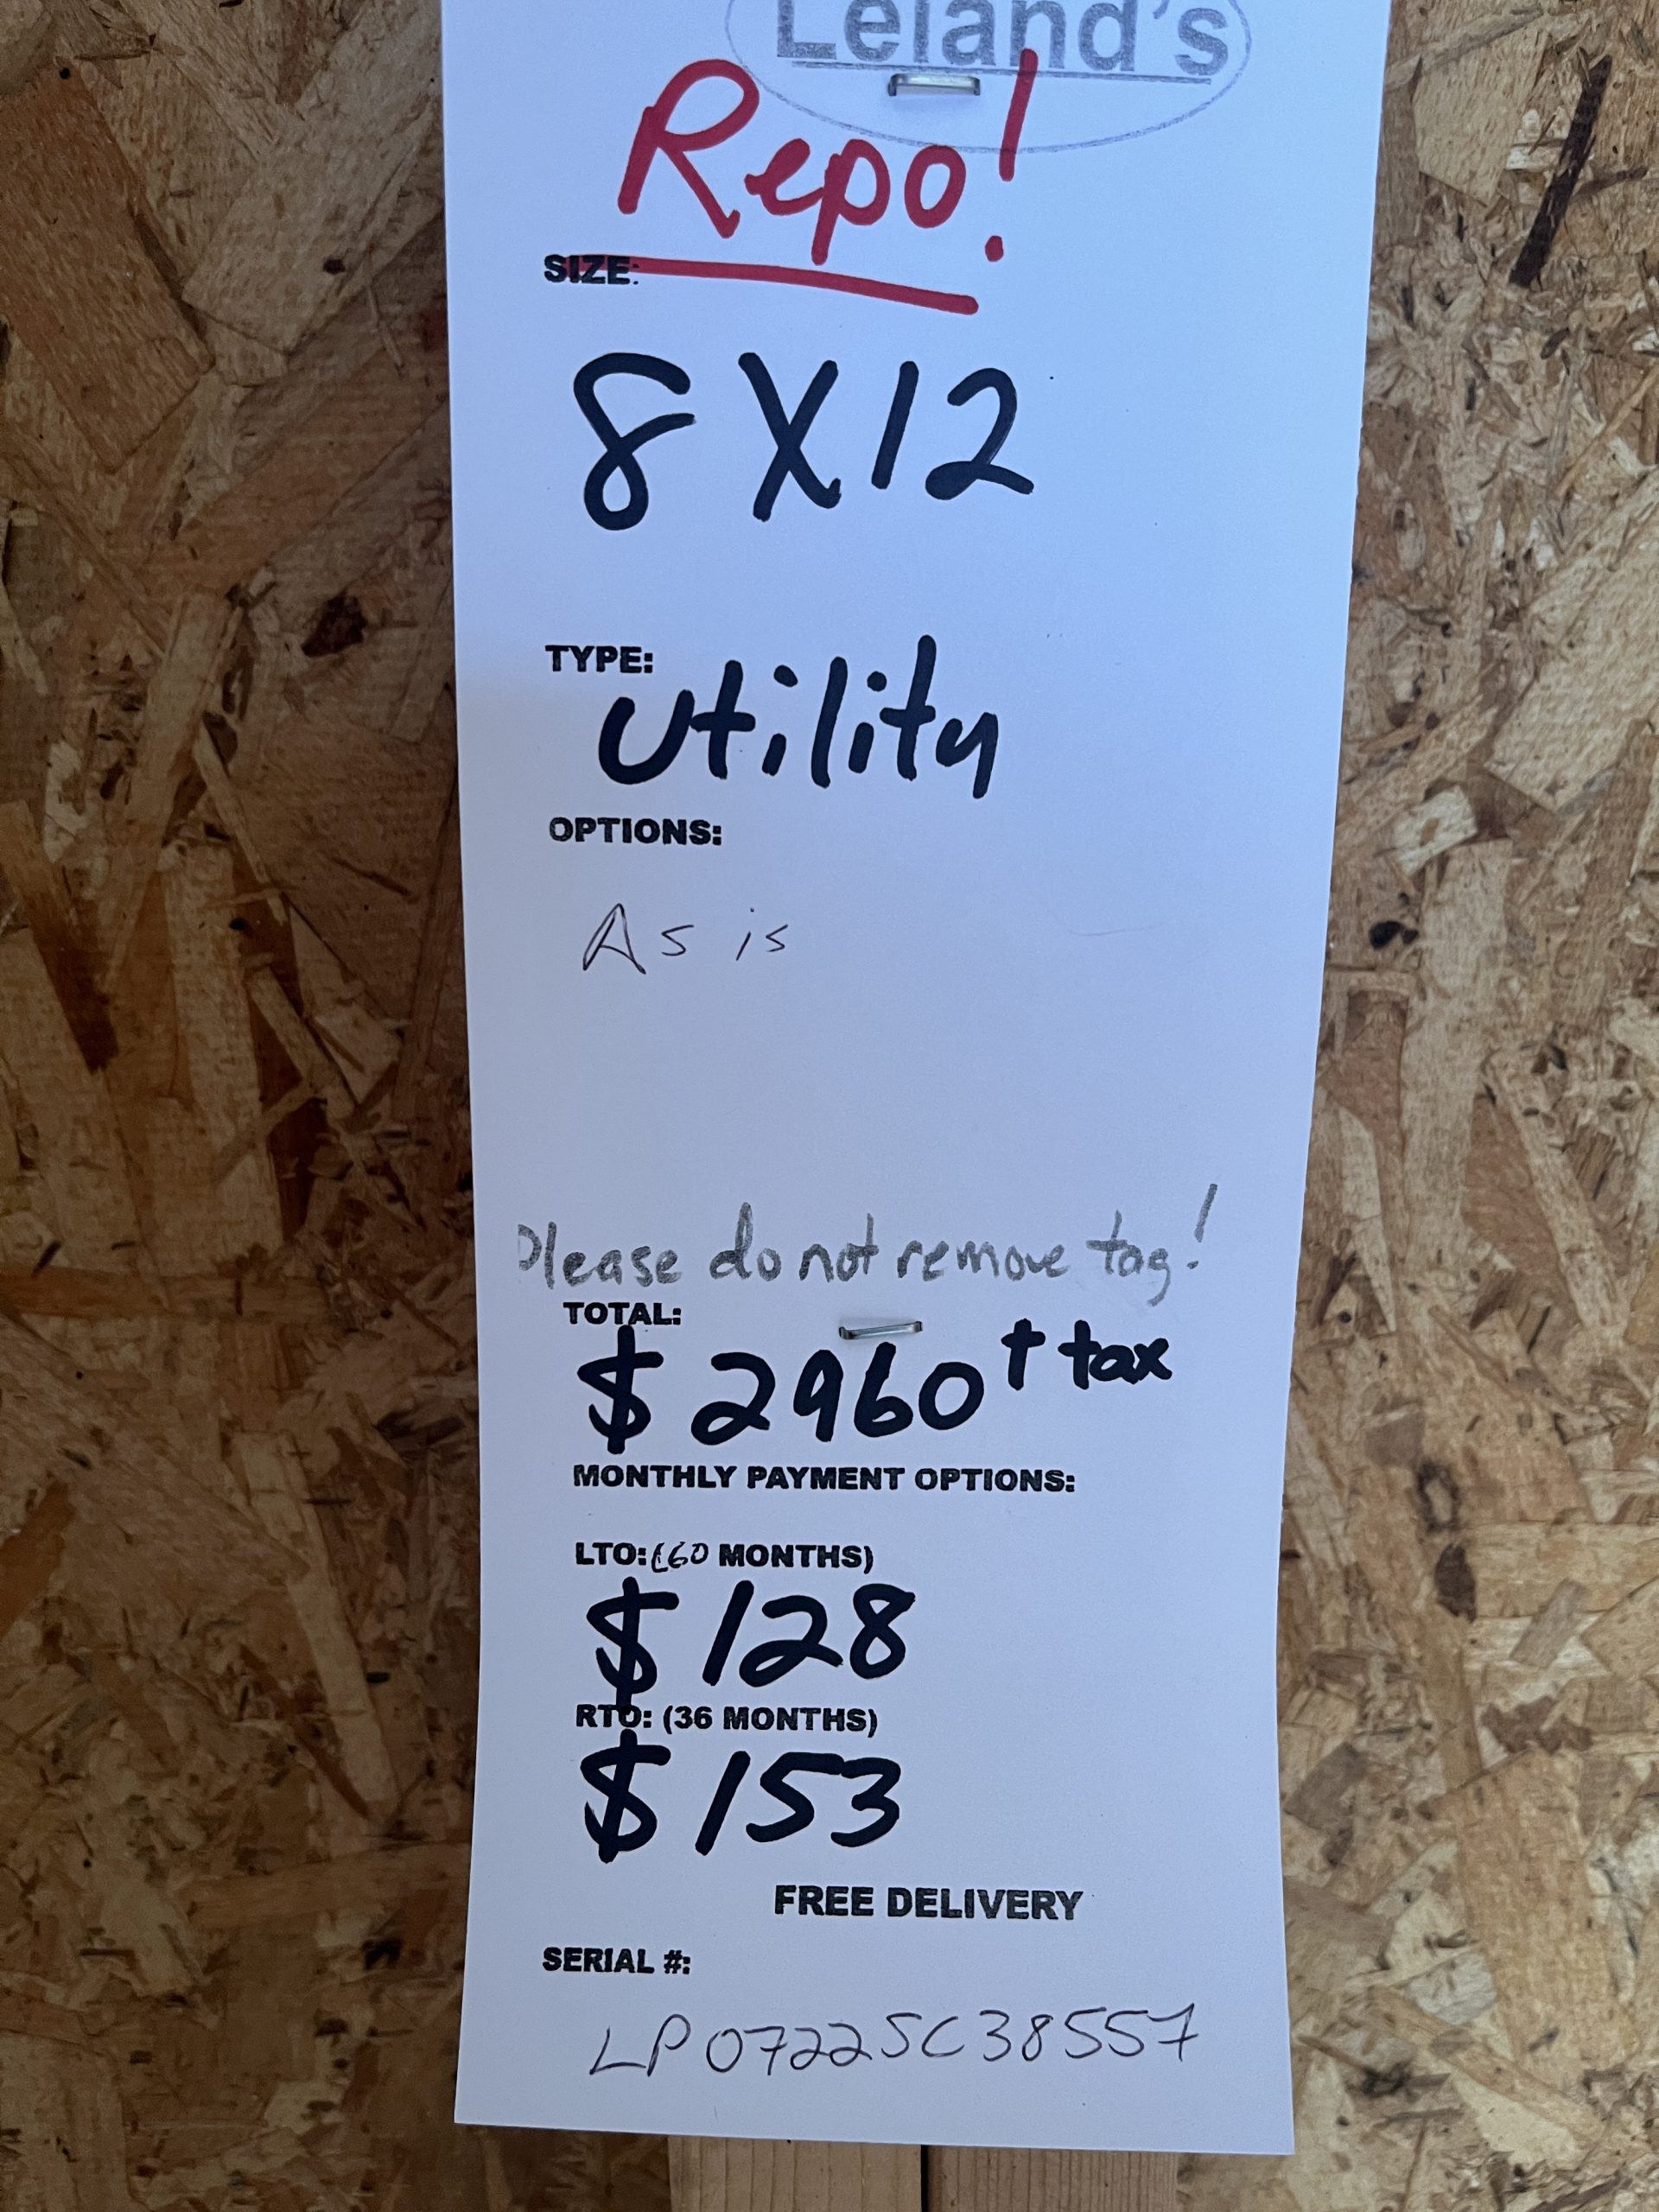 Leland's
Repo!
SIZE:
8 X 12
TYPE:
Utility
OPTIONS:
As is
Please do not remove tag!
TOTAL:
$ 2960 + tax
MONTHLY PAYMENT OPTIONS:
LTO: (60 MONTHS)
$ 128
RTO: (36 MONTHS)
$ 153
FREE DELIVERY
SERIAL #:
LP0722SC38557